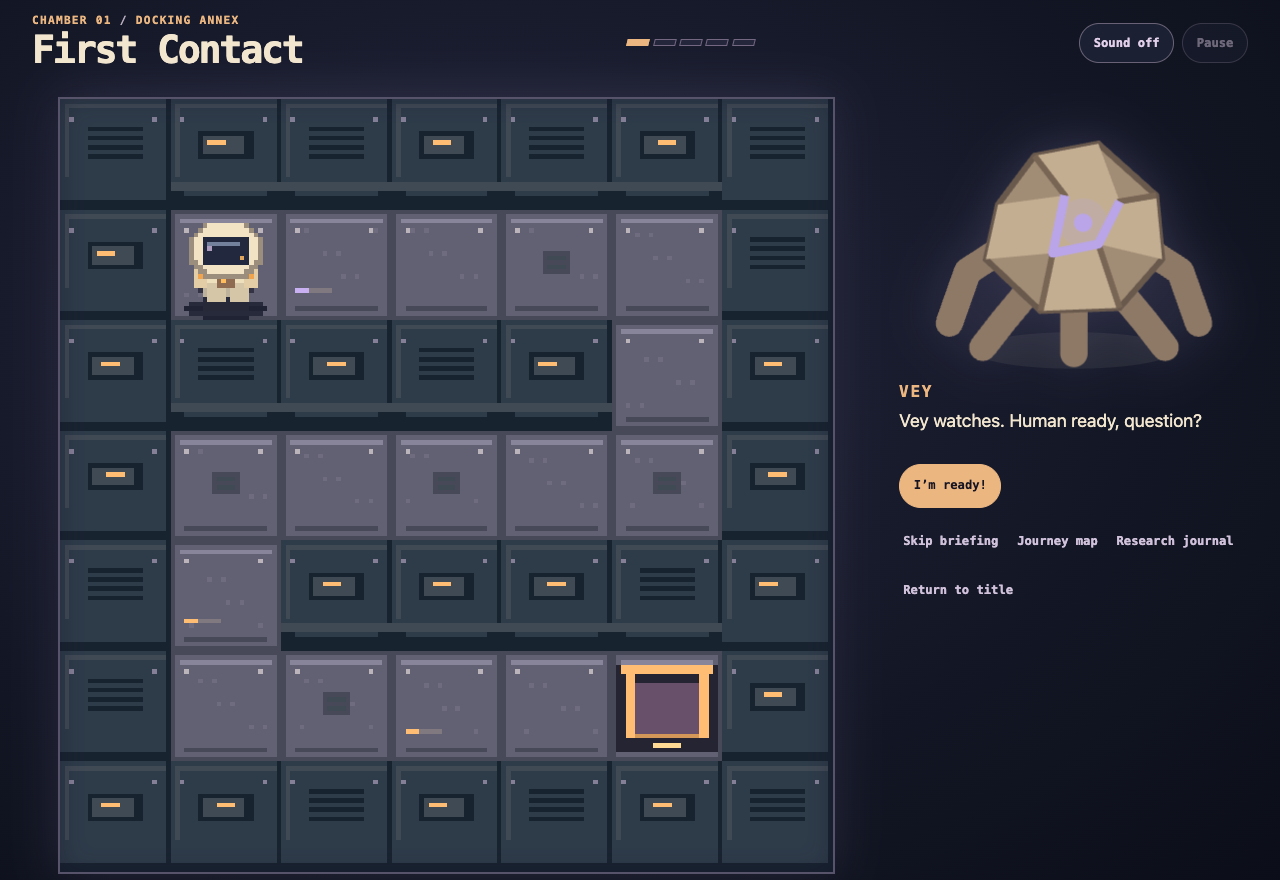 CHAMBER 01 / DOCKING ANNEX
First Contact
Sound off
Pause
VEY
Vey watches. Human ready, question?
I’m ready!
Skip briefing
Journey map
Research journal
Return to title